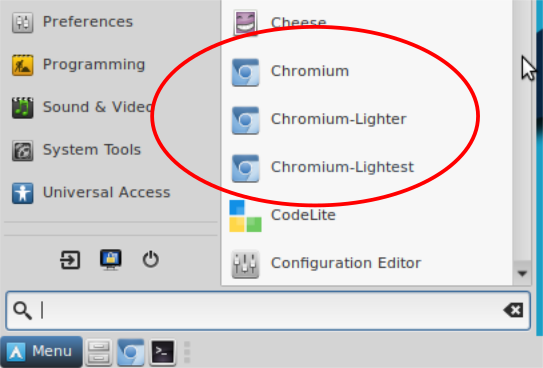 Preferences
Programming
Sound & Video
System Tools
Universal Access
Cheese
Chromium
Chromium-Lighter
Chromium-Lightest
CodeLite
Configuration Editor
Menu